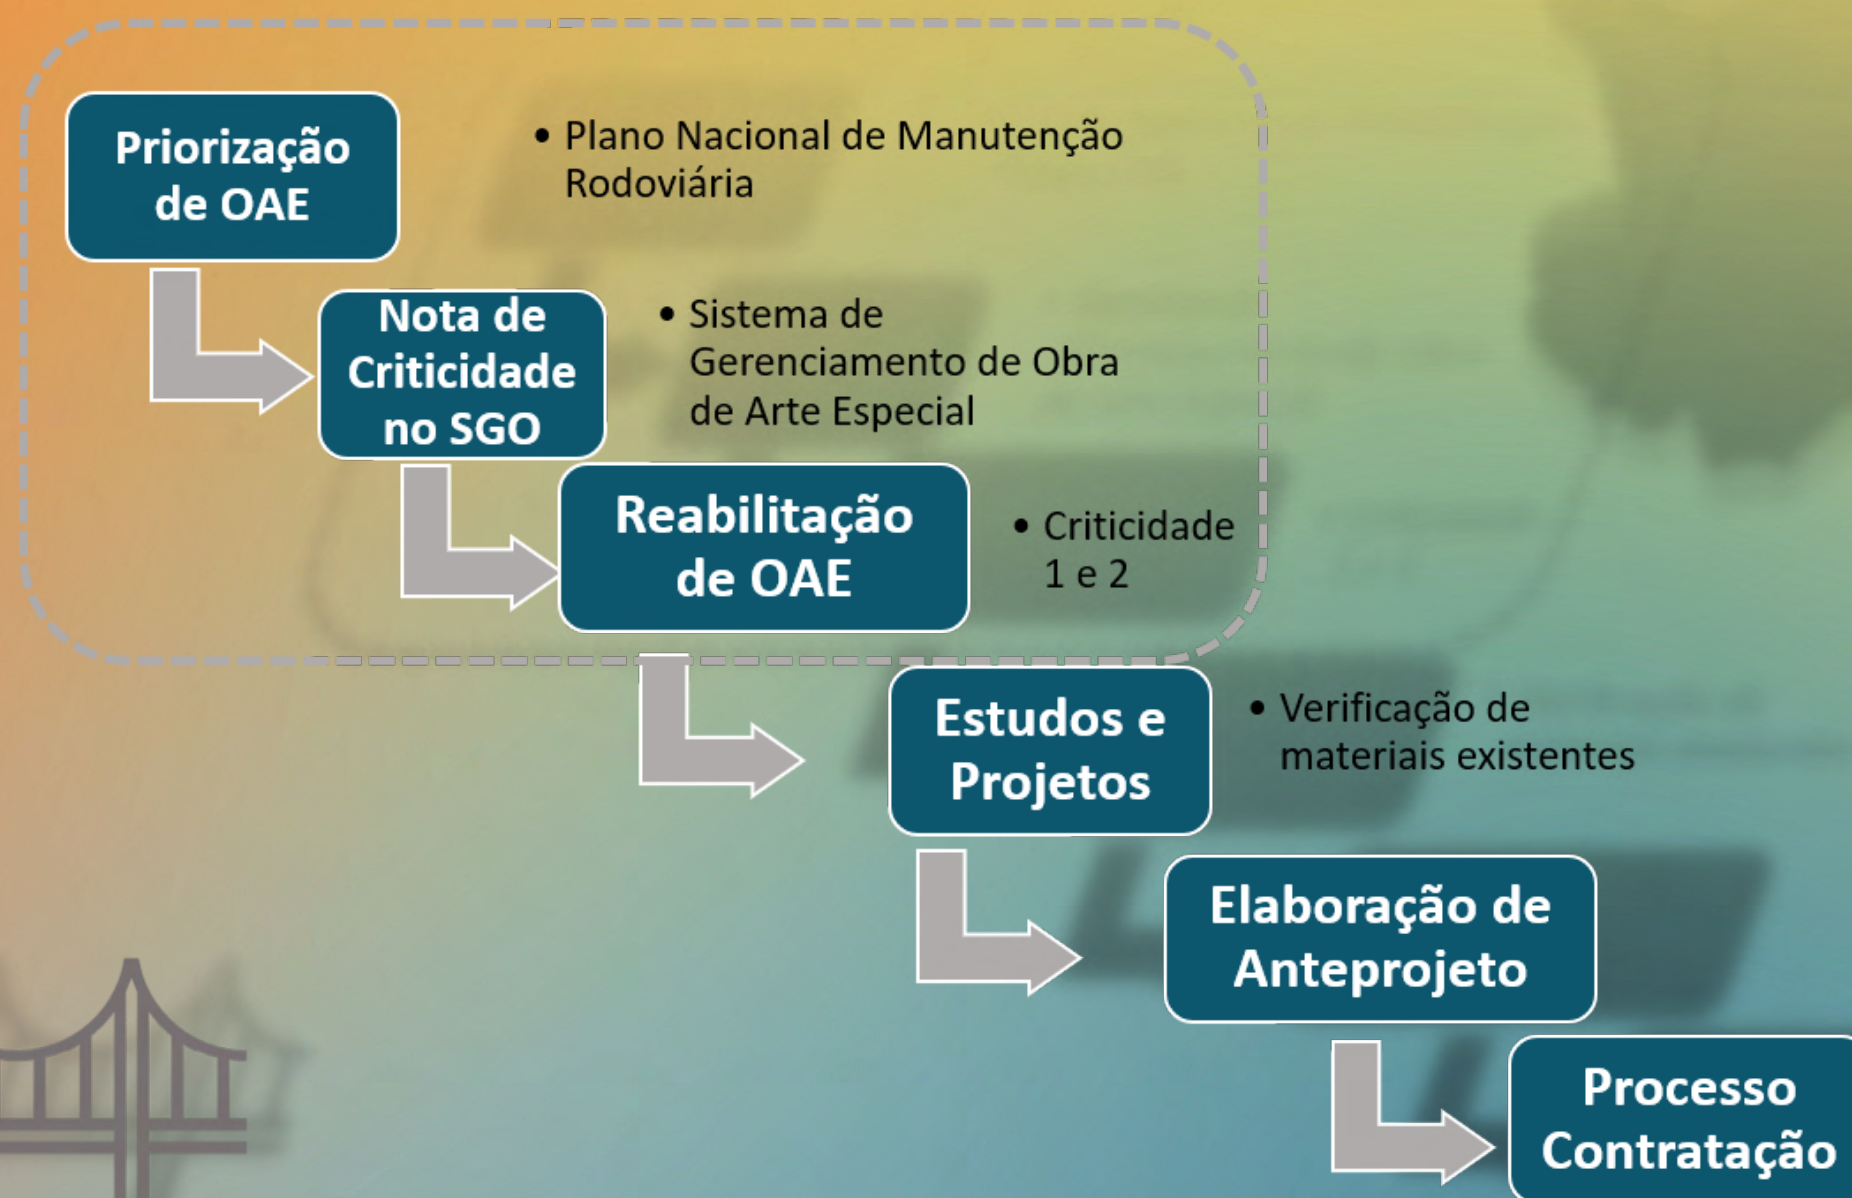 Priorização
de OAE
• Plano Nacional de Manutenção
Rodoviária
Nota de
Criticidade
no SGO
• Sistema de
Gerenciamento de Obra
de Arte Especial
Reabilitação
de OAE
• Criticidade
1 e 2
Estudos e
Projetos
• Verificação de
materiais existentes
Elaboração de
Anteprojeto
Processo
Contratação